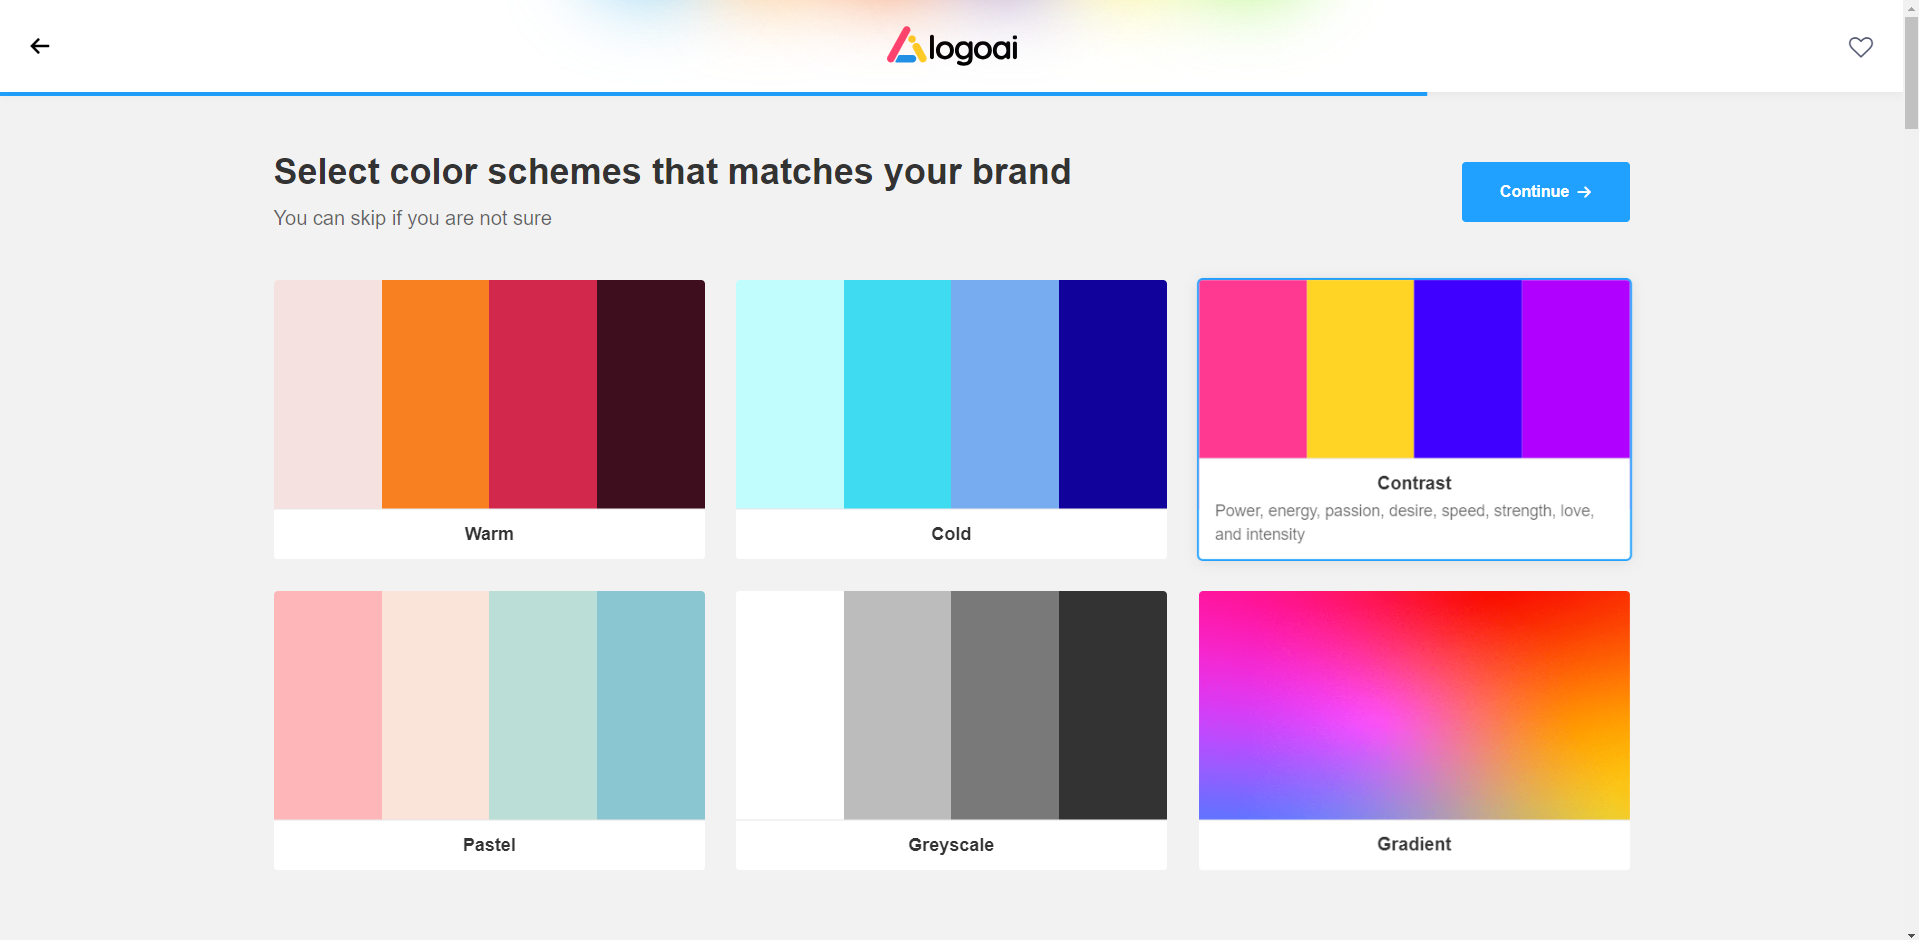 logoai
Select color schemes that matches your brand
You can skip if you are not sure
Continue →
Warm
Cold
Contrast
Power, energy, passion, desire, speed, strength, love,
and intensity
Pastel
Greyscale
Gradient